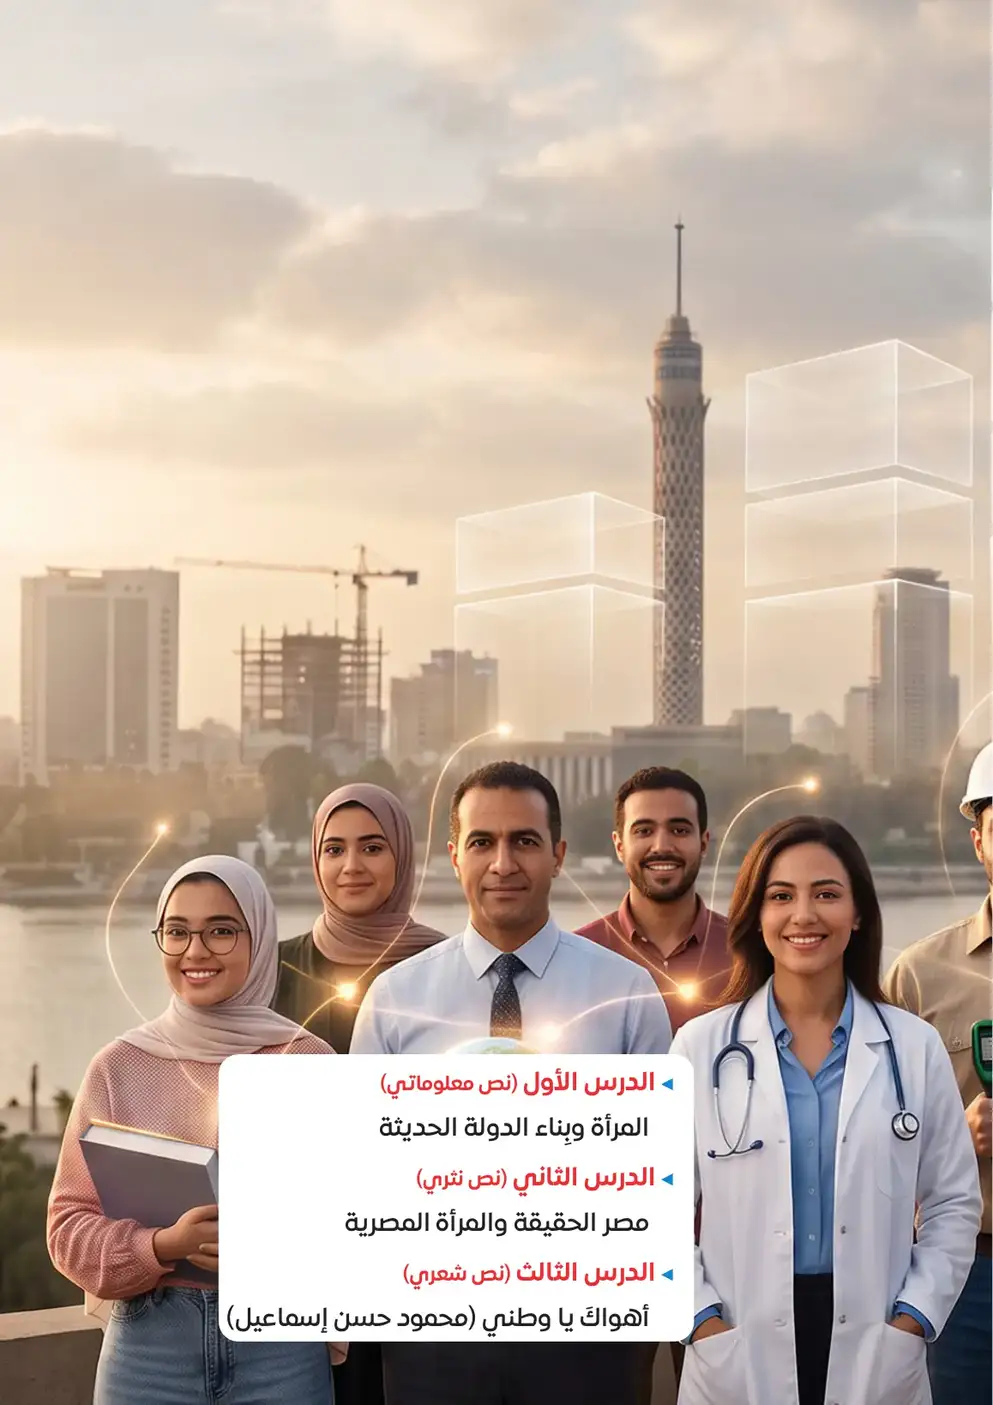 ◂ الدرس الأول (نص معلوماتي)
المرأة وبِناء الدولة الحديثة
◂ الدرس الثاني (نص نثري)
مصر الحقيقة والمرأة المصرية
◂ الدرس الثالث (نص شعري)
أهواكَ يا وطني (محمود حسن إسماعيل)